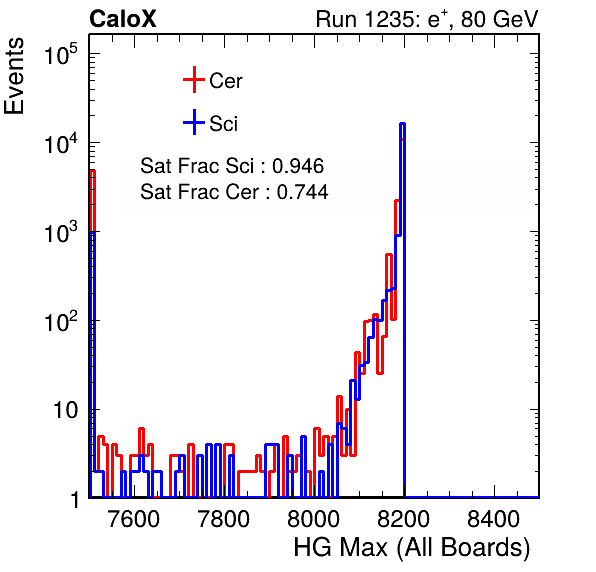 CaloX Run 1235: e⁺, 80 GeV
Events
10⁵
Cer
Sci
10⁴
Sat Frac Sci : 0.946
Sat Frac Cer : 0.744
10³
10²
10
1
7600 7800 8000 8200 8400
HG Max (All Boards)